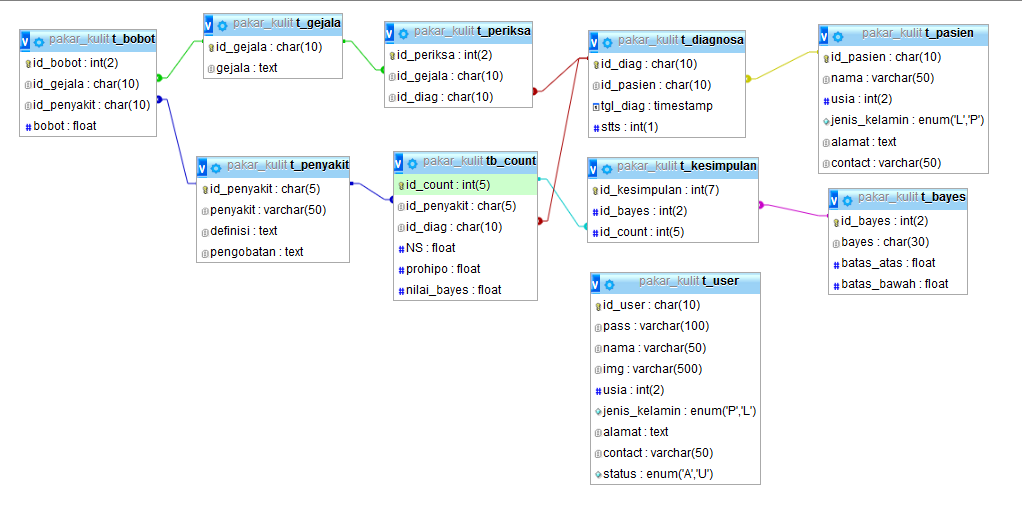 pakar_kulit t_bobot
id_bobot : int(2)
id_gejala : char(10)
id_penyakit : char(10)
bobot : float
pakar_kulit t_gejala
id_gejala : char(10)
gejala : text
pakar_kulit t_periksa
id_periksa : int(2)
id_gejala : char(10)
id_diag : char(10)
pakar_kulit t_diagnosa
id_diag : char(10)
id_pasien : char(10)
tgl_diag : timestamp
stts : int(1)
pakar_kulit t_pasien
id_pasien : char(10)
nama : varchar(50)
usia : int(2)
jenis_kelamin : enum('L','P')
alamat : text
contact : varchar(50)
pakar_kulit t_penyakit
id_penyakit : char(5)
penyakit : varchar(50)
definisi : text
pengobatan : text
pakar_kulit tb_count
id_count : int(5)
id_penyakit : char(5)
id_diag : char(10)
NS : float
prohipo : float
nilai_bayes : float
pakar_kulit t_kesimpulan
id_kesimpulan : int(7)
id_bayes : int(2)
id_count : int(5)
pakar_kulit t_bayes
id_bayes : int(2)
bayes : char(30)
batas_atas : float
batas_bawah : float
pakar_kulit t_user
id_user : char(10)
pass : varchar(100)
nama : varchar(50)
img : varchar(500)
usia : int(2)
jenis_kelamin : enum('P','L')
alamat : text
contact : varchar(50)
status : enum('A','U')